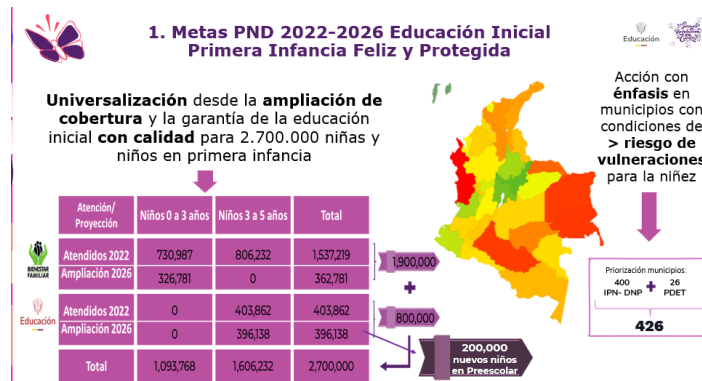 1. Metas PND 2022-2026 Educación Inicial
Primera Infancia Feliz y Protegida
Educación
Universalización desde la ampliación de
cobertura y la garantía de la educación
inicial con calidad para 2.700.000 niñas y
niños en primera infancia
Acción con
énfasis en
municipios con
condiciones de
> riesgo de
vulneraciones
para la niñez
Atención/
Proyección
Niños 0 a 3 años
Niños 3 a 5 años
Total
BIENESTAR
FAMILIAR
Atendidos 2022
730,987
806,232
1,537,219
Ampliación 2026
326,781
0
362,781
1,900,000
Educación
Atendidos 2022
0
403,862
403,862
Ampliación 2026
0
396,138
396,138
800,000
Total
1,093,768
1,606,232
2,700,000
200,000
nuevos niños
en Preescolar
Priorización municipios:
400
IPN- DNP
26
PDET
426